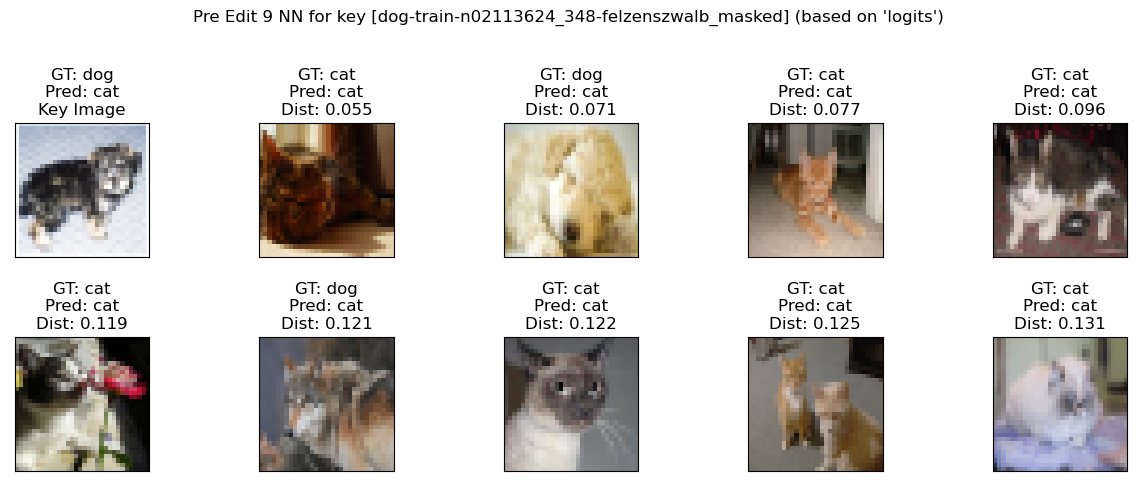 Pre Edit 9 NN for key [dog-train-n02113624_348-felzenszwalb_masked] (based on 'logits')
GT: dog
Pred: cat
Key Image
GT: cat
Pred: cat
Dist: 0.055
GT: dog
Pred: cat
Dist: 0.071
GT: cat
Pred: cat
Dist: 0.077
GT: cat
Pred: cat
Dist: 0.096
GT: cat
Pred: cat
Dist: 0.119
GT: dog
Pred: cat
Dist: 0.121
GT: cat
Pred: cat
Dist: 0.122
GT: cat
Pred: cat
Dist: 0.125
GT: cat
Pred: cat
Dist: 0.131